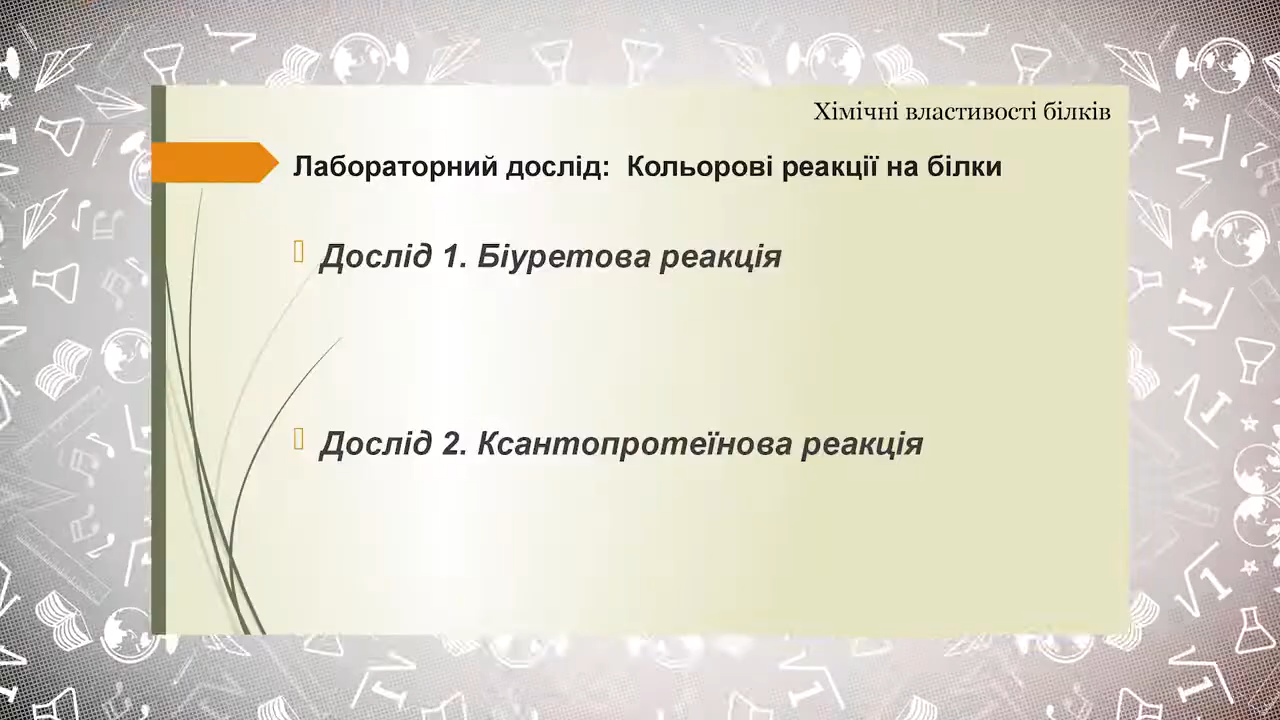 Хімічні властивості білків
Лабораторний дослід: Кольорові реакції на білки
Дослід 1. Біуретова реакція
Дослід 2. Ксантопротеїнова реакція